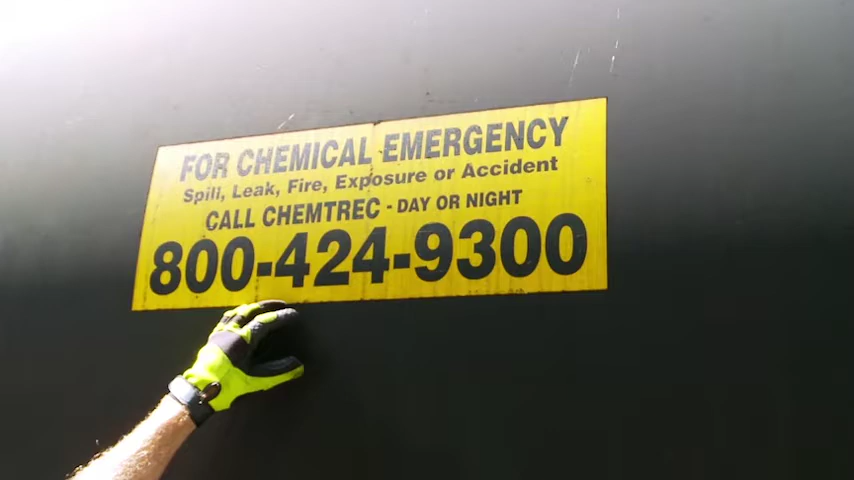 FOR CHEMICAL EMERGENCY
Spill, Leak, Fire, Exposure or Accident
CALL CHEMTREC - DAY OR NIGHT
800-424-9300